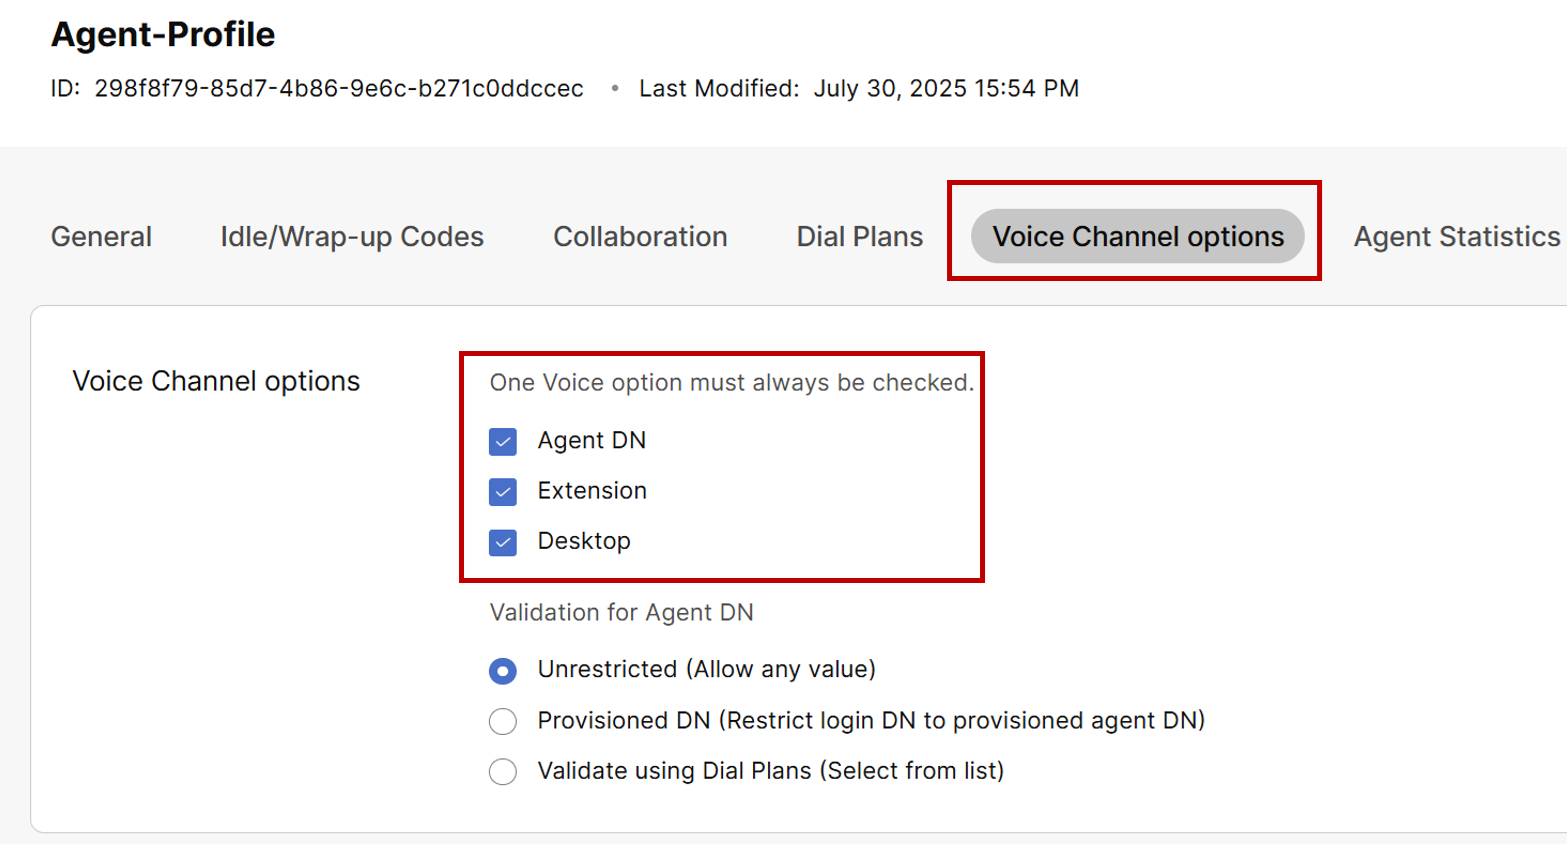 Agent-Profile
ID: 298f8f79-85d7-4b86-9e6c-b271c0ddccec • Last Modified: July 30, 2025 15:54 PM
General Idle/Wrap-up Codes Collaboration Dial Plans Voice Channel options Agent Statistics
Voice Channel options
One Voice option must always be checked.
Agent DN
Extension
Desktop
Validation for Agent DN
Unrestricted (Allow any value)
Provisioned DN (Restrict login DN to provisioned agent DN)
Validate using Dial Plans (Select from list)